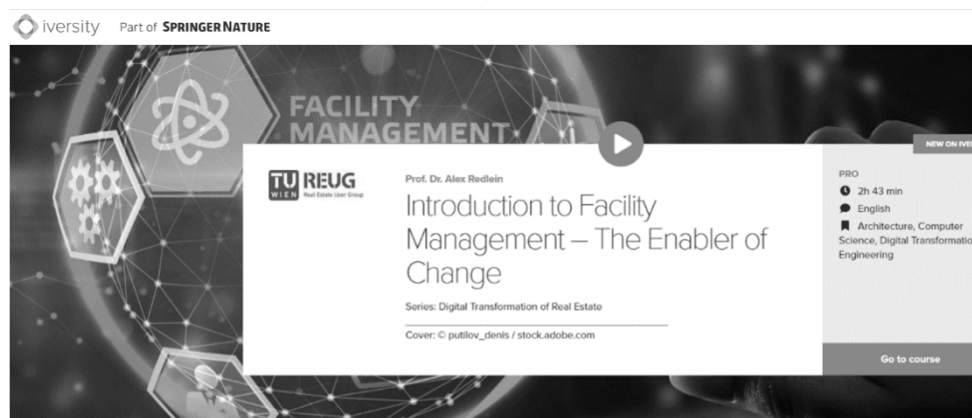 iversity Part of SPRINGER NATURE
FACILITY
MANAGEMENT
NEW ON IVE
TU REUG
WIEN Real Estate User Group
Prof. Dr. Alex Redlein
Introduction to Facility
Management – The Enabler of
Change
Series: Digital Transformation of Real Estate
Cover: © putilov_denis / stock.adobe.com
PRO
2h 43 min
English
Architecture, Computer
Science, Digital Transformatio
Engineering
Go to course